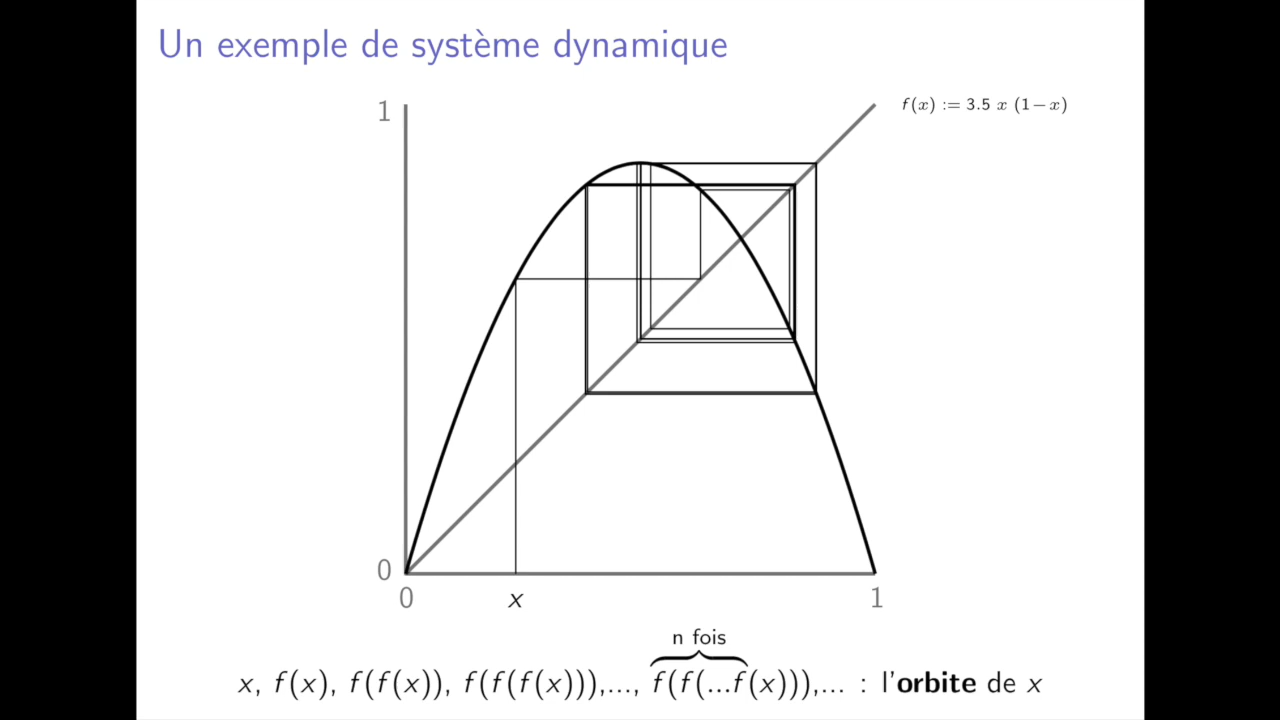 Un exemple de système dynamique
1
f(x) := 3.5 x (1−x)
0
0
x
1
n fois
x, f(x), f(f(x)), f(f(f(x))),..., f(f(...f(x))),... : l'orbite de x